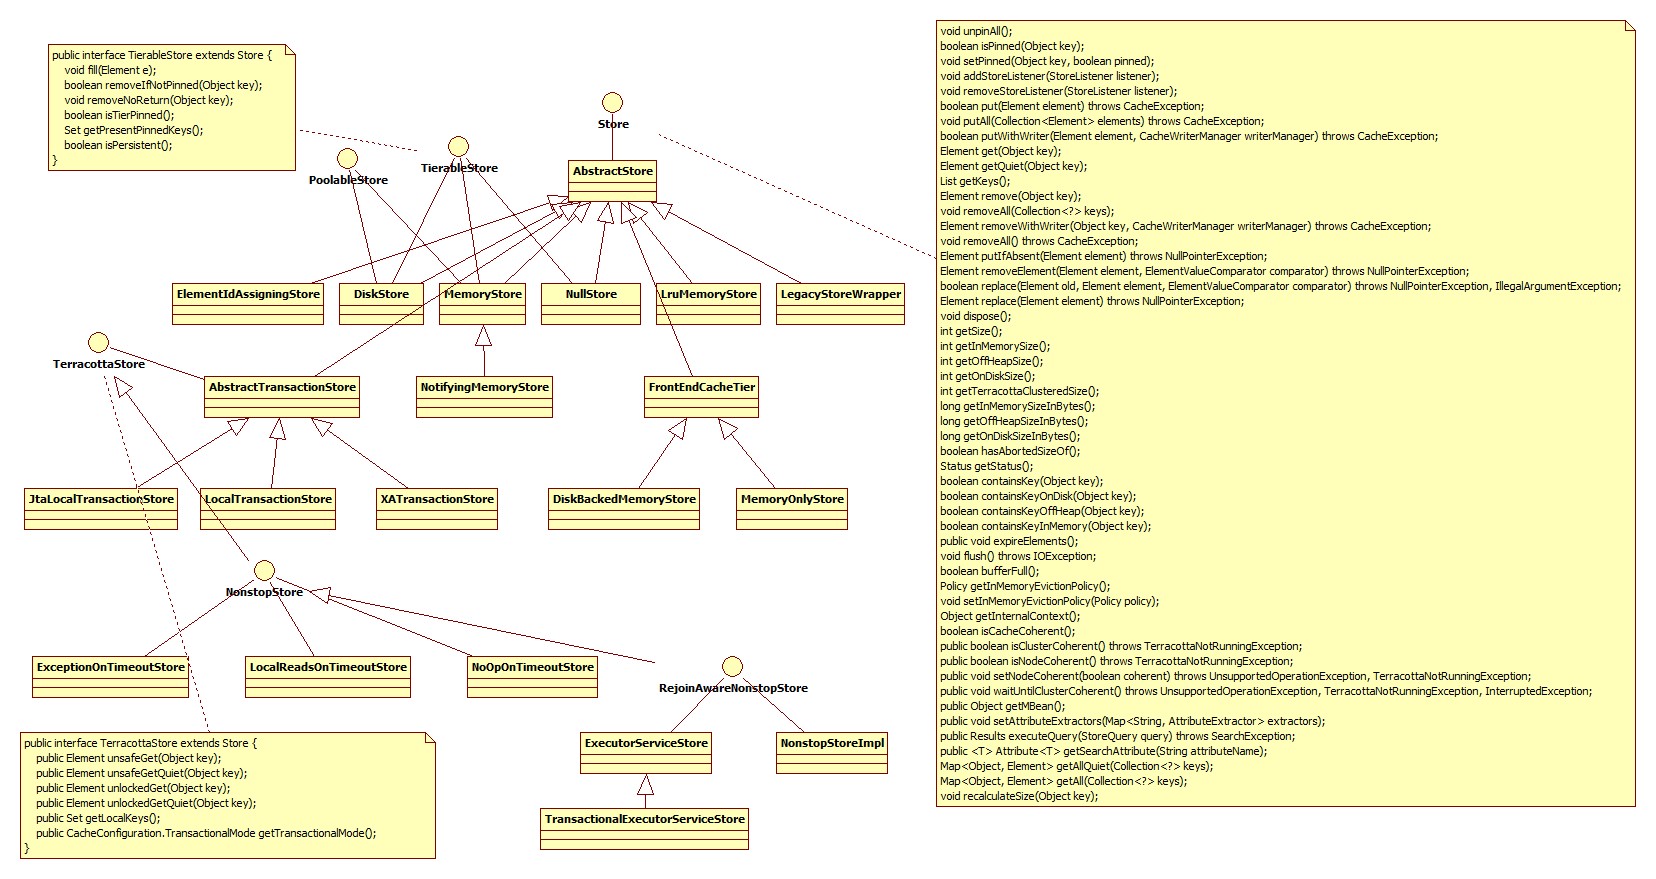 public interface TierableStore extends Store {
void fill(Element e);
boolean removeIfNotPinned(Object key);
void removeNoReturn(Object key);
boolean isTierPinned();
Set getPresentPinnedKeys();
boolean isPersistent();
}
Store
TierableStore
PoolableStore
AbstractStore
ElementIdAssigningStore
DiskStore
MemoryStore
NullStore
LruMemoryStore
LegacyStoreWrapper
TerracottaStore
AbstractTransactionStore
NotifyingMemoryStore
FrontEndCacheTier
JtaLocalTransactionStore
LocalTransactionStore
XATransactionStore
DiskBackedMemoryStore
MemoryOnlyStore
NonstopStore
ExceptionOnTimeoutStore
LocalReadsOnTimeoutStore
NoOpOnTimeoutStore
RejoinAwareNonstopStore
ExecutorServiceStore
NonstopStoreImpl
TransactionalExecutorServiceStore
public interface TerracottaStore extends Store {
public Element unsafeGet(Object key);
public Element unsafeGetQuiet(Object key);
public Element unlockedGet(Object key);
public Element unlockedGetQuiet(Object key);
public Set getLocalKeys();
public CacheConfiguration.TransactionalMode getTransactionalMode();
}
void unpinAll();
boolean isPinned(Object key);
void setPinned(Object key, boolean pinned);
void addStoreListener(StoreListener listener);
void removeStoreListener(StoreListener listener);
boolean put(Element element) throws CacheException;
void putAll(Collection<Element> elements) throws CacheException;
boolean putWithWriter(Element element, CacheWriterManager writerManager) throws CacheException;
Element get(Object key);
Element getQuiet(Object key);
List getKeys();
Element remove(Object key);
void removeAll(Collection<?> keys);
Element removeWithWriter(Object key, CacheWriterManager writerManager) throws CacheException;
void removeAll() throws CacheException;
Element putIfAbsent(Element element) throws NullPointerException;
Element removeElement(Element element, ElementValueComparator comparator) throws NullPointerException;
boolean replace(Element old, Element element, ElementValueComparator comparator) throws NullPointerException, IllegalArgumentException;
Element replace(Element element) throws NullPointerException;
void dispose();
int getSize();
int getInMemorySize();
int getOffHeapSize();
int getOnDiskSize();
int getTerracottaClusteredSize();
long getInMemorySizeInBytes();
long getOffHeapSizeInBytes();
long getOnDiskSizeInBytes();
boolean hasAbortedSizeOf();
Status getStatus();
boolean containsKey(Object key);
boolean containsKeyOnDisk(Object key);
boolean containsKeyOffHeap(Object key);
boolean containsKeyInMemory(Object key);
public void expireElements();
void flush() throws IOException;
boolean bufferFull();
Policy getInMemoryEvictionPolicy();
void setInMemoryEvictionPolicy(Policy policy);
Object getInternalContext();
boolean isCacheCoherent();
public boolean isClusterCoherent() throws TerracottaNotRunningException;
public boolean isNodeCoherent() throws TerracottaNotRunningException;
public void setNodeCoherent(boolean coherent) throws UnsupportedOperationException, TerracottaNotRunningException;
public void waitUntilClusterCoherent() throws UnsupportedOperationException, TerracottaNotRunningException, InterruptedException;
public Object getMBean();
public void setAttributeExtractors(Map<String, AttributeExtractor> extractors);
public Results executeQuery(StoreQuery query) throws SearchException;
public <T> Attribute<T> getSearchAttribute(String attributeName);
Map<Object, Element> getAllQuiet(Collection<?> keys);
Map<Object, Element> getAll(Collection<?> keys);
void recalculateSize(Object key);